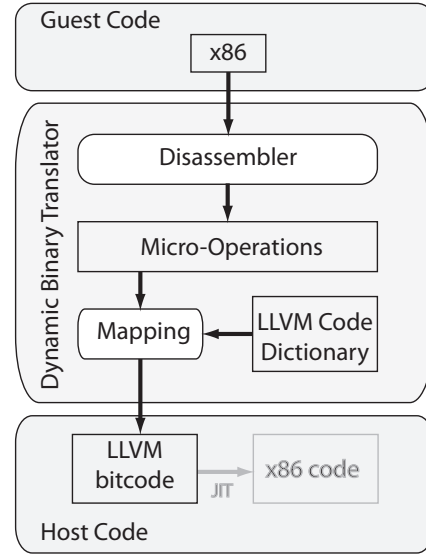 Guest Code
x86
Dynamic Binary Translator
Disassembler
Micro-Operations
Mapping
LLVM Code
Dictionary
LLVM
bitcode
JIT
x86 code
Host Code